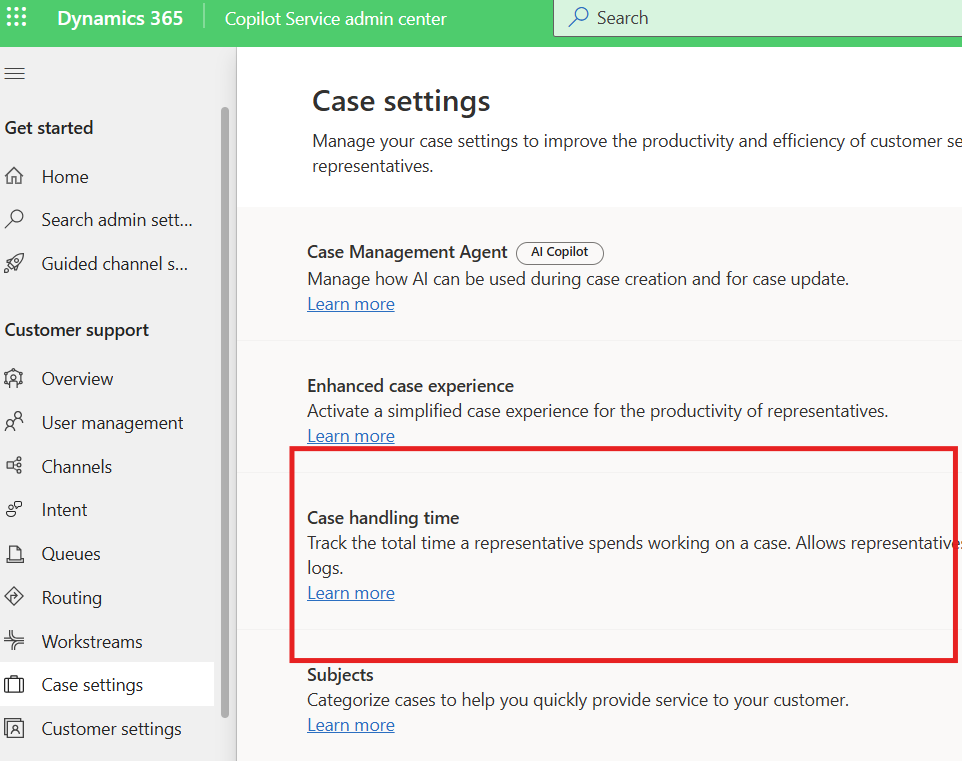 Dynamics 365
Copilot Service admin center
Search
Get started
Home
Search admin sett...
Guided channel s...
Customer support
Overview
User management
Channels
Intent
Queues
Routing
Workstreams
Case settings
Customer settings
Case settings
Manage your case settings to improve the productivity and efficiency of customer se
representatives.
Case Management Agent AI Copilot
Manage how AI can be used during case creation and for case update.
Learn more
Enhanced case experience
Activate a simplified case experience for the productivity of representatives.
Learn more
Case handling time
Track the total time a representative spends working on a case. Allows representatives
logs.
Learn more
Subjects
Categorize cases to help you quickly provide service to your customer.
Learn more